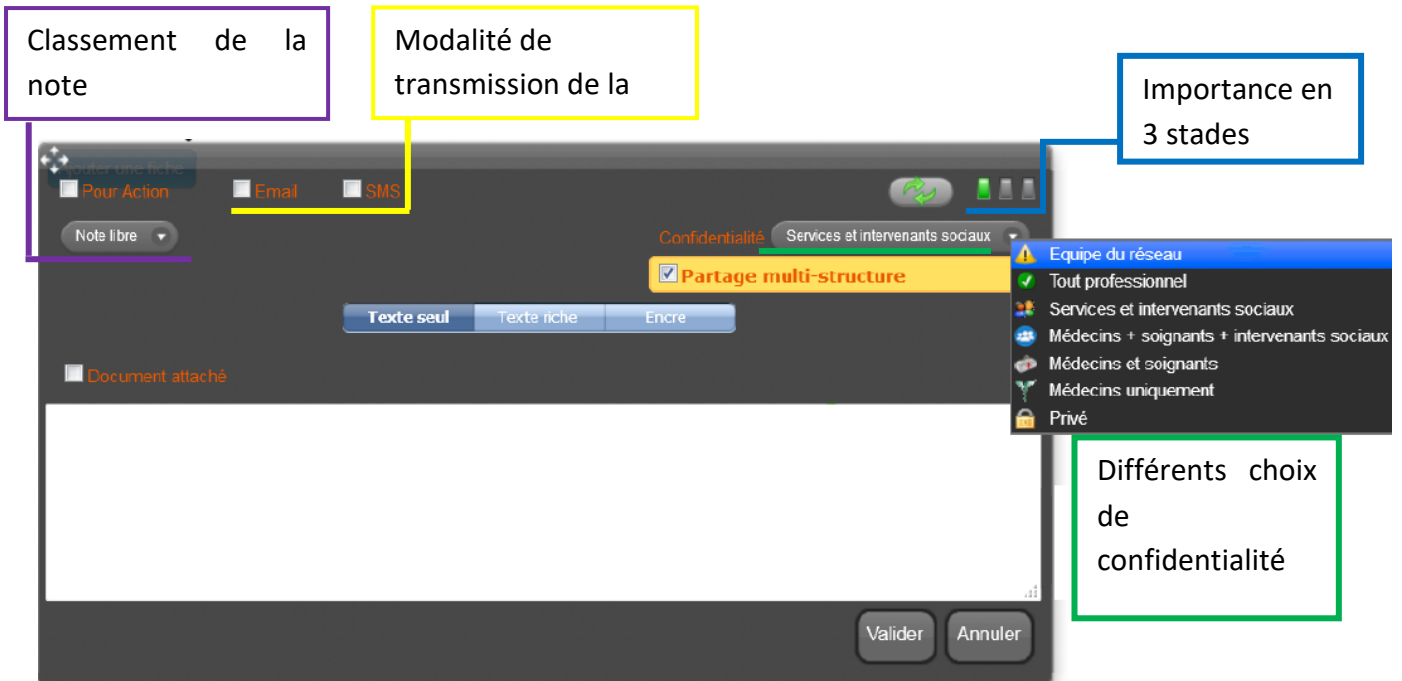 Classement de la
note
Modalité de
transmission de la
Importance en
3 stades
Ajouter une fiche
Pour Action
Email
SMS
Note libre
Confidentialité
Services et intervenants sociaux
Partage multi-structure
Texte seul
Texte riche
Encre
Document attaché
Equipe du réseau
Tout professionnel
Services et intervenants sociaux
Médecins + soignants + intervenants sociaux
Médecins et soignants
Médecins uniquement
Privé
Différents choix
de
confidentialité
Valider
Annuler